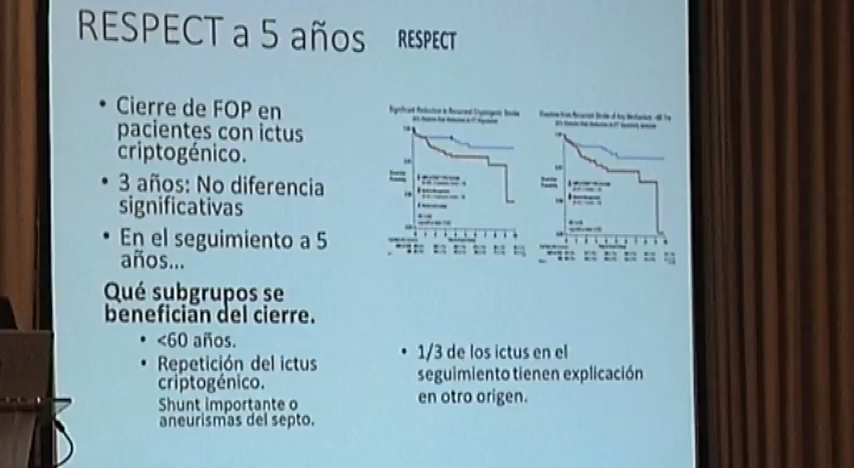 RESPECT a 5 años
RESPECT
• Cierre de FOP en
pacientes con ictus
criptogénico.
• 3 años: No diferencia
significativas
• En el seguimiento a 5
años...
Qué subgrupos se
benefician del cierre.
• <60 años.
• Repetición del ictus
criptogénico.
Shunt importante o
aneurismas del septo.
• 1/3 de los ictus en el
seguimiento tienen explicación
en otro origen.